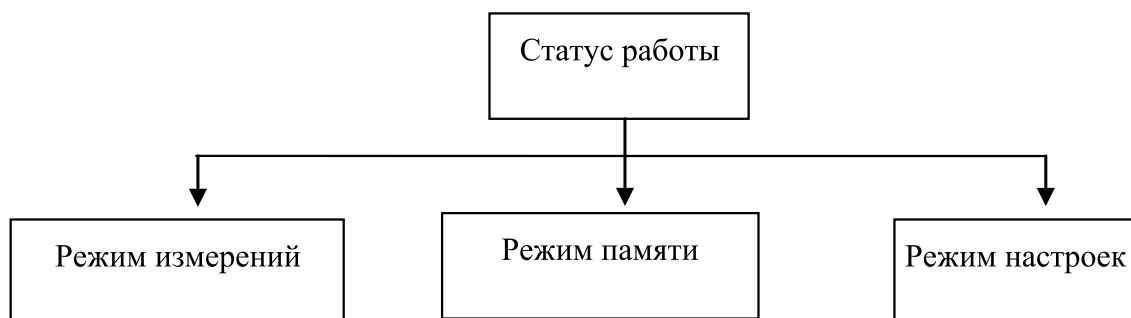 Статус работы
Режим измерений
Режим памяти
Режим настроек